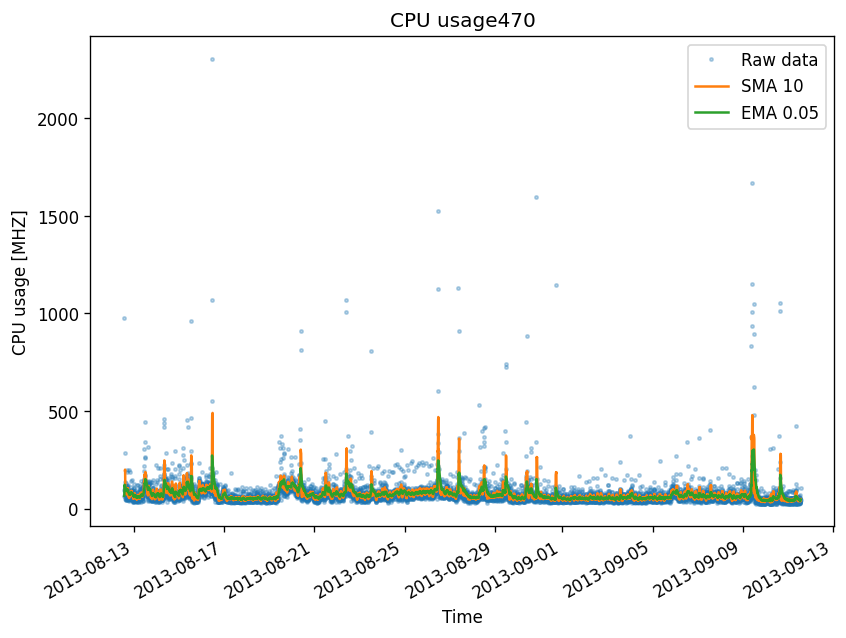 CPU usage470
Raw data
SMA 10
EMA 0.05
CPU usage [MHZ]
2000
1500
1000
500
0
2013-08-13
2013-08-17
2013-08-21
2013-08-25
2013-08-29
2013-09-01
2013-09-05
2013-09-09
2013-09-13
Time